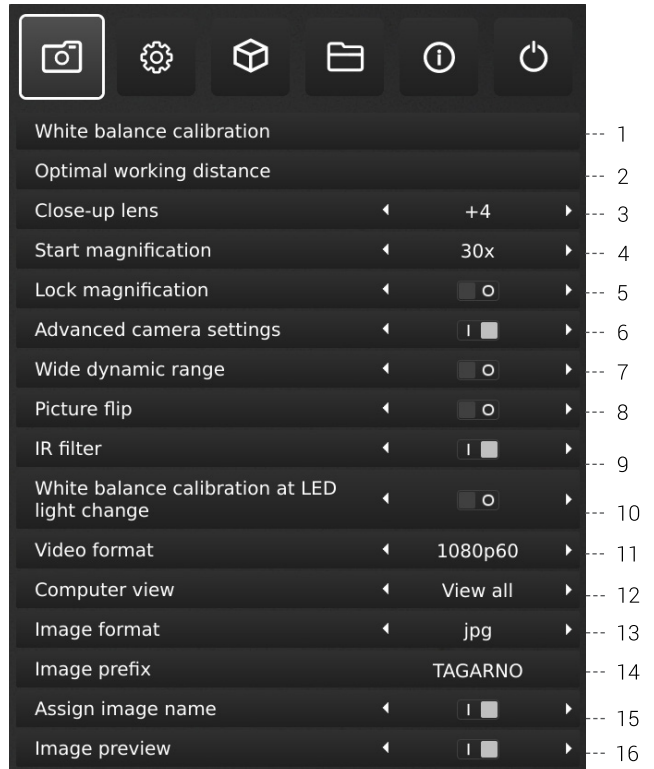 White balance calibration 1
Optimal working distance 2
Close-up lens +4 3
Start magnification 30x 4
Lock magnification O 5
Advanced camera settings I 6
Wide dynamic range O 7
Picture flip O 8
IR filter I 9
White balance calibration at LED
light change O 10
Video format 1080p60 11
Computer view View all 12
Image format jpg 13
Image prefix TAGARNO 14
Assign image name I 15
Image preview I 16